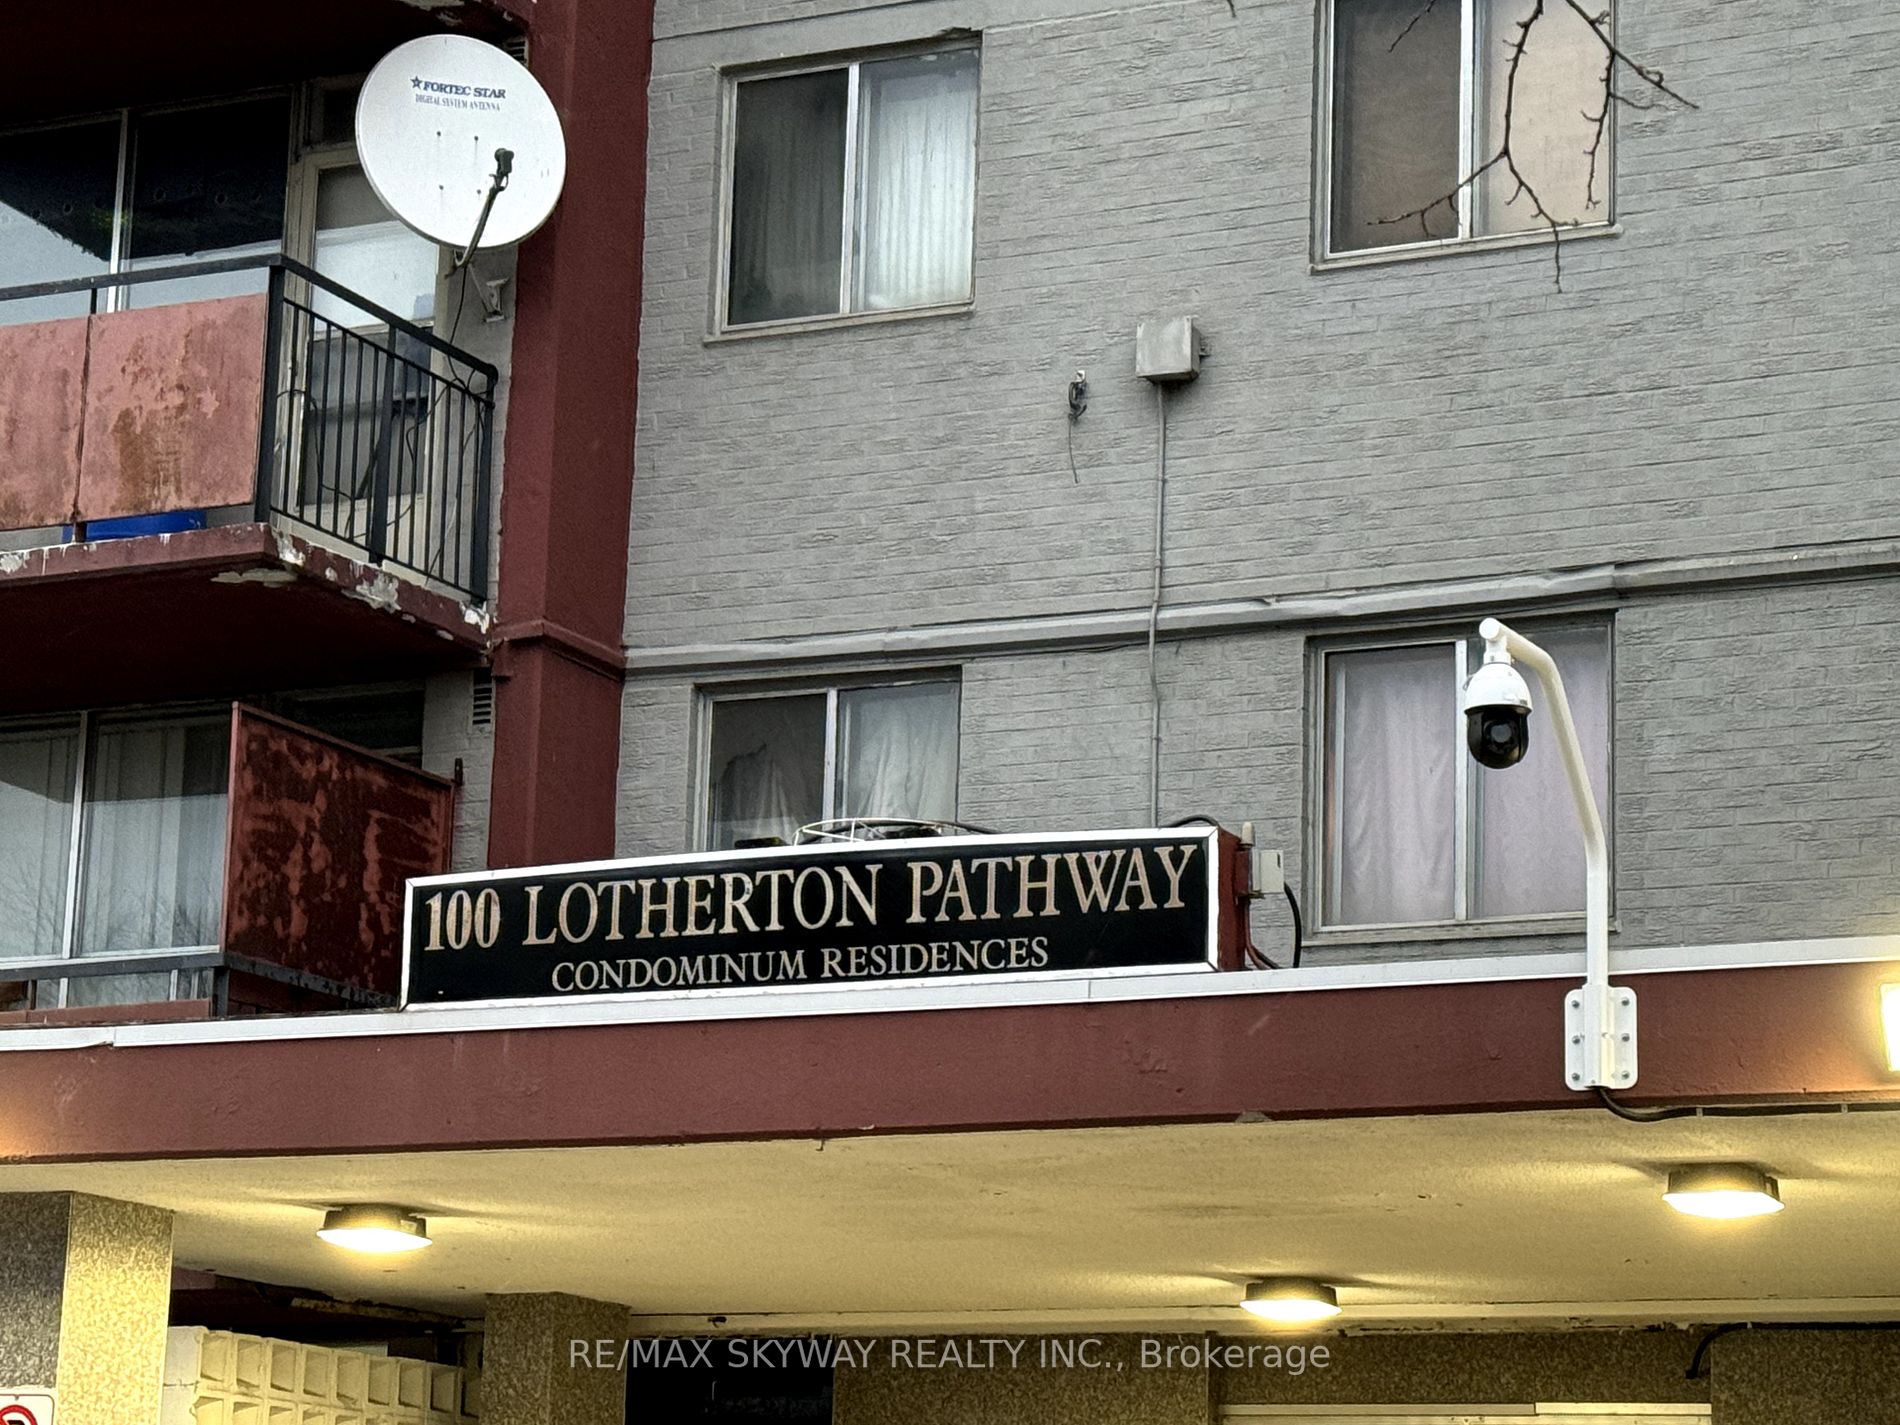 FORTEC STAR
DIGITAL SYSTEM ANTENNA
100 LOTHERTON PATHWAY
CONDOMINUM RESIDENCES
RE/MAX SKYWAY REALTY INC., Brokerage